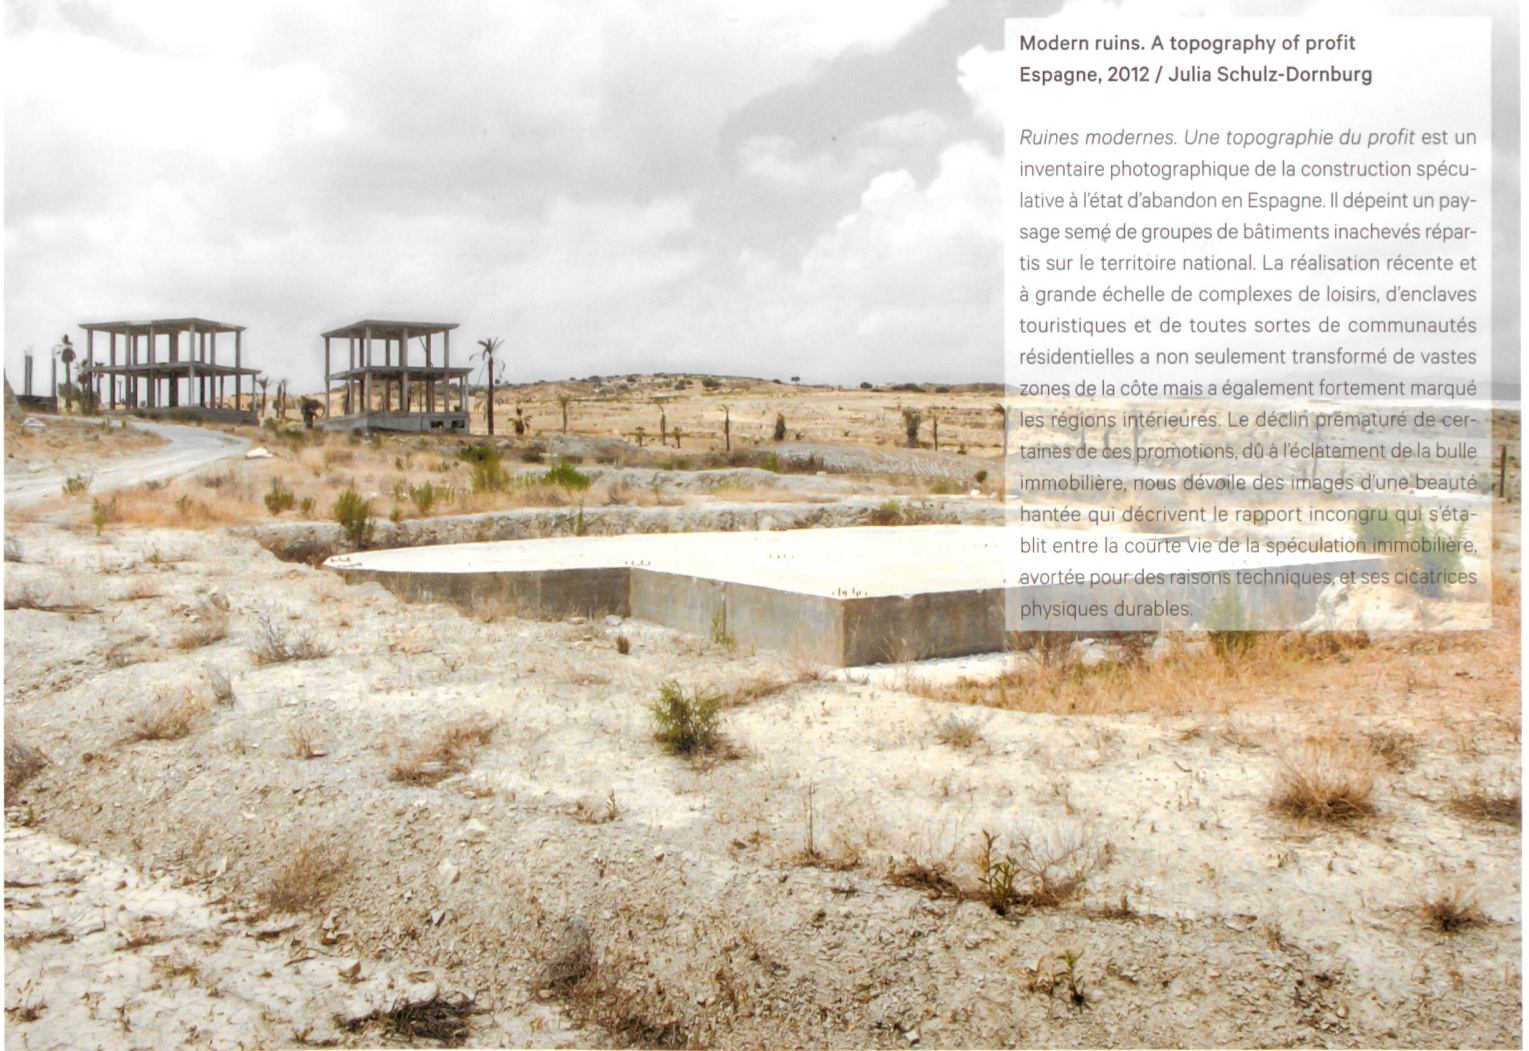 Modern ruins. A topography of profit
Espagne, 2012 / Julia Schulz-Dornburg
Ruines modernes. Une topographie du profit est un
inventaire photographique de la construction spécu-
lative à l'état d'abandon en Espagne. Il dépeint un pay-
sage semé de groupes de bâtiments inachevés répar-
tis sur le territoire national. La réalisation récente et
à grande échelle de complexes de loisirs, d'enclaves
touristiques et de toutes sortes de communautés
résidentielles a non seulement transformé de vastes
zones de la côte mais a également fortement marqué
les régions intérieures. Le déclin prématuré de cer-
taines de ces promotions, dû à l'éclatement de la bulle
immobilière, nous dévoile des images d'une beauté
hantée qui décrivent le rapport incongru qui s'éta-
blit entre la courte vie de la spéculation immobilière,
avortée pour des raisons techniques, et ses cicatrices
physiques durables.